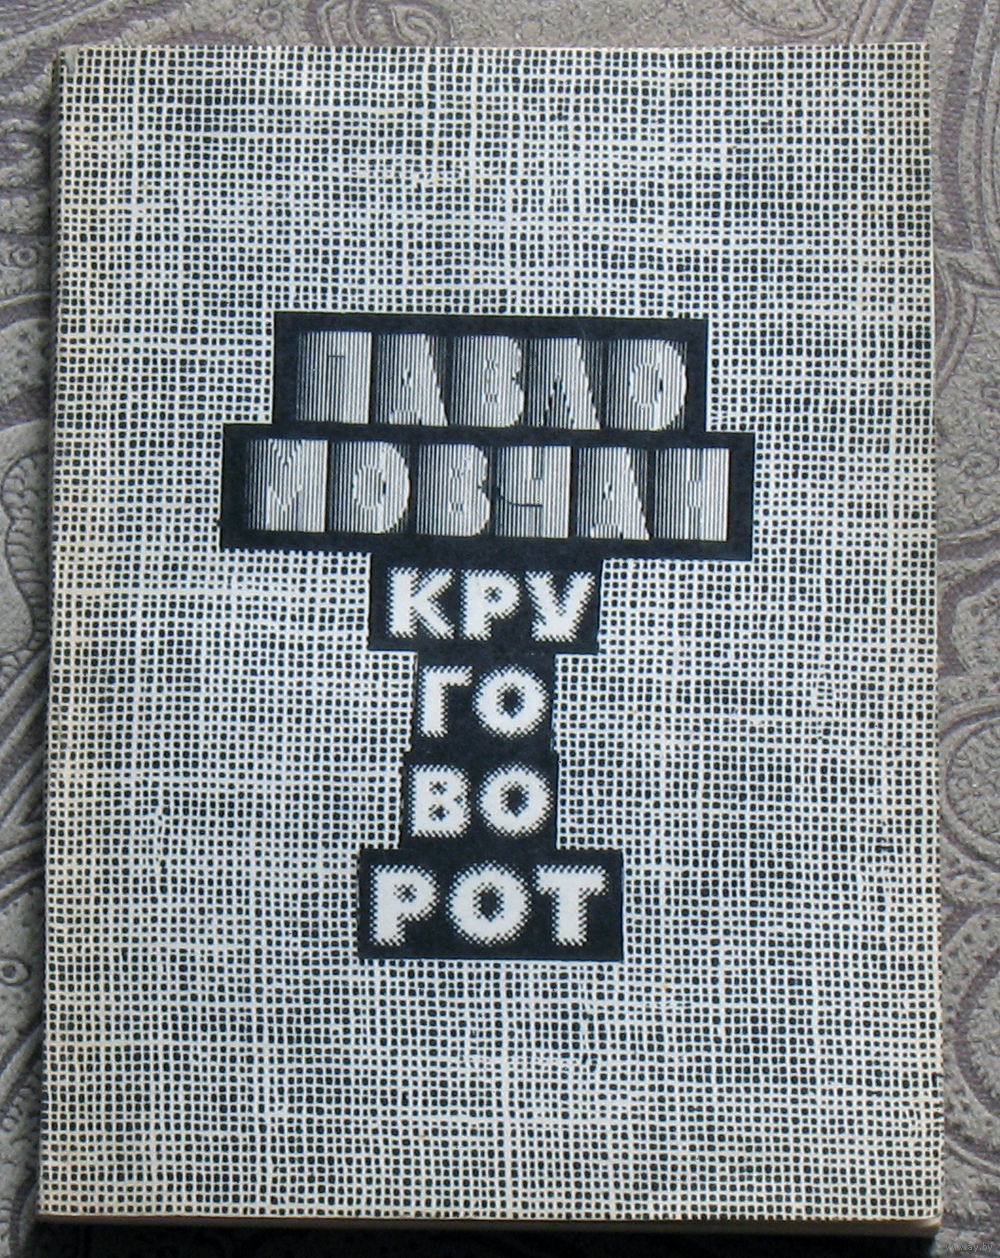 ПАВЛО
МОВЧАН
КРУ
ГО
ВО
РОТ